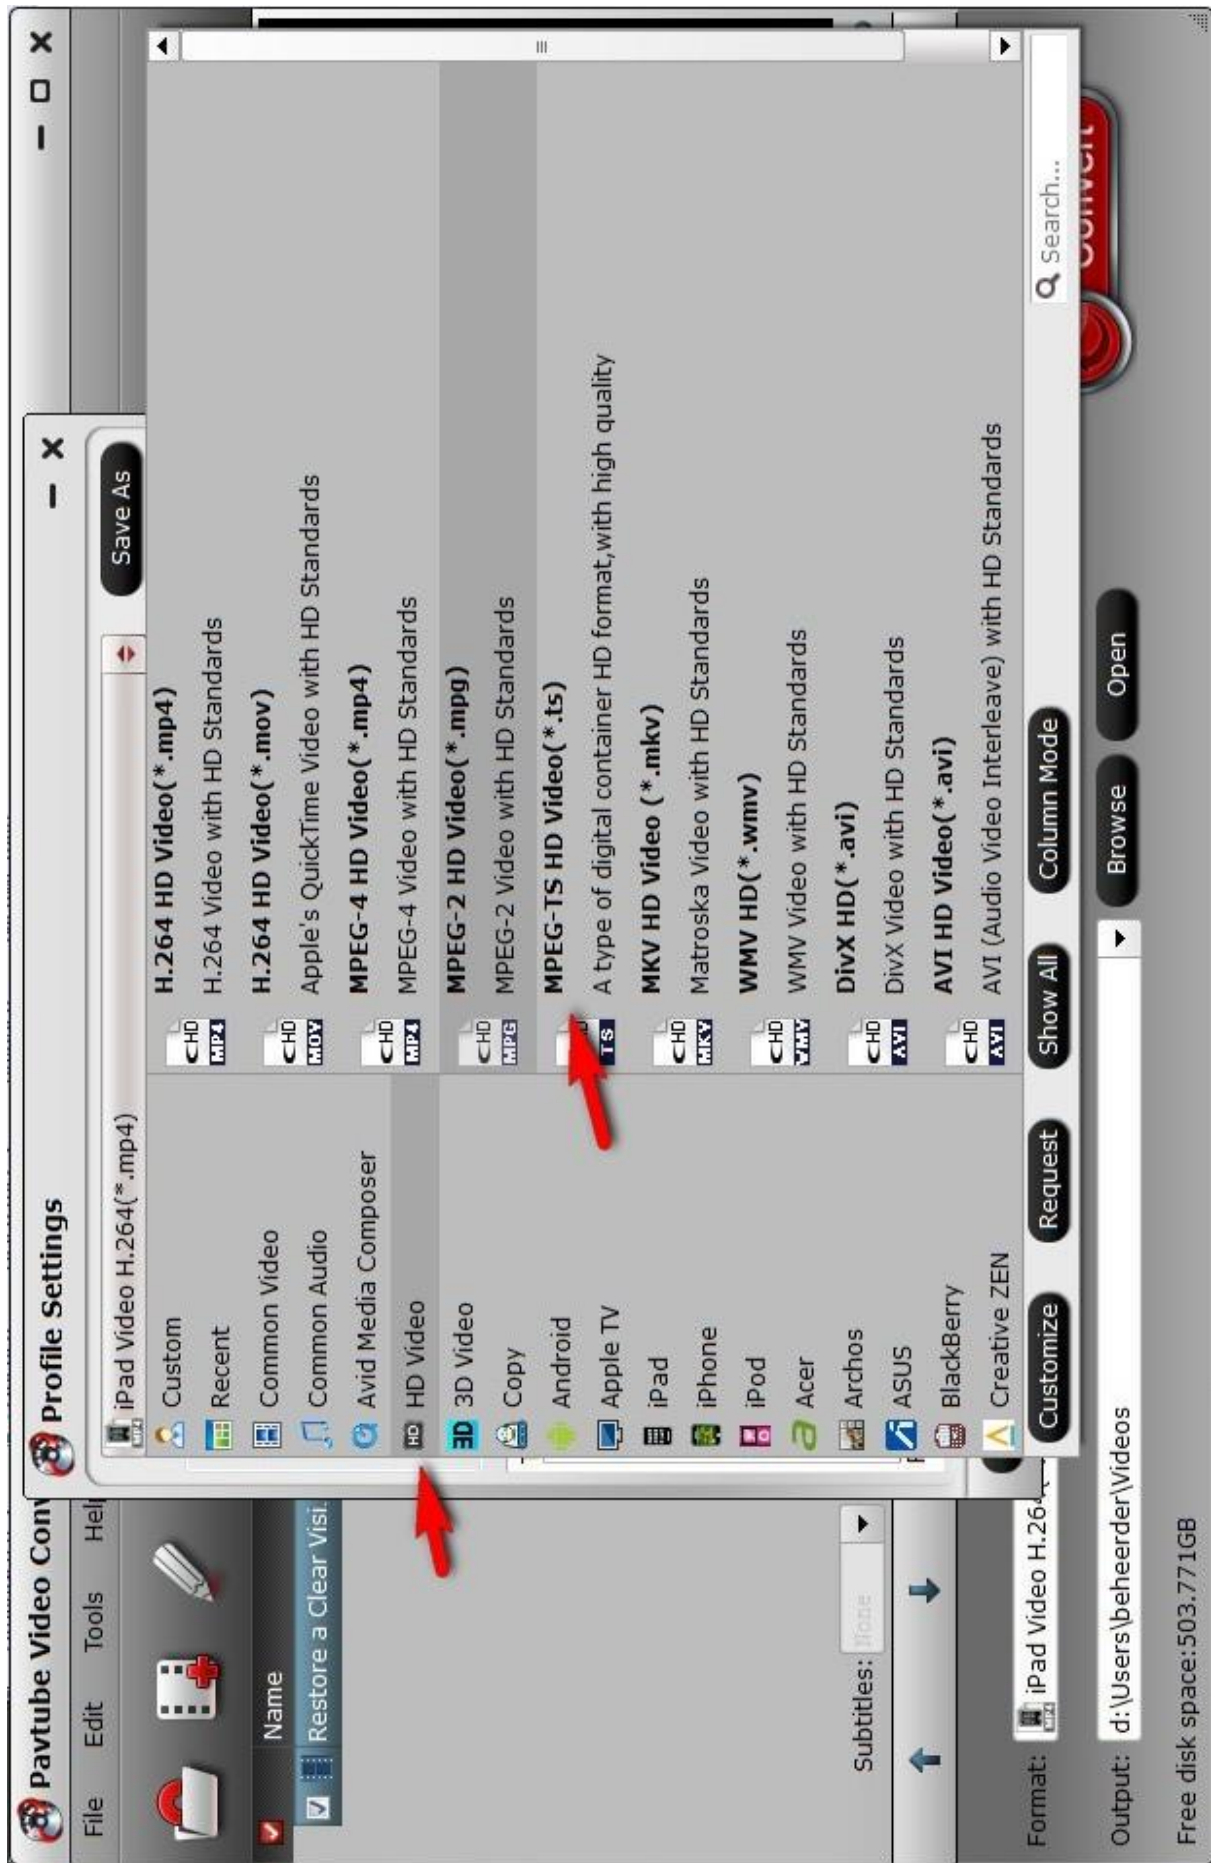 Pavtube Video Conv
File Edit Tools Help
Name
Restore a Clear Visi.
Subtitles: None
Format: iPad Video H.264(
Output: d:\Users\beheerder\Videos
Browse
Open
Free disk space:503.771GB
Convert
Profile Settings
iPad Video H.264(*.mp4)
Save As
Custom
Recent
Common Video
Common Audio
Avid Media Composer
HD Video
3D Video
Copy
Android
Apple TV
iPad
iPhone
iPod
Acer
Archos
ASUS
BlackBerry
Creative ZEN
H.264 HD Video(*.mp4)
H.264 Video with HD Standards
H.264 HD Video(*.mov)
Apple's QuickTime Video with HD Standards
MPEG-4 HD Video(*.mp4)
MPEG-4 Video with HD Standards
MPEG-2 HD Video(*.mpg)
MPEG-2 Video with HD Standards
MPEG-TS HD Video(*.ts)
A type of digital container HD format,with high quality
MKV HD Video (*.mkv)
Matroska Video with HD Standards
WMV HD(*.wmv)
WMV Video with HD Standards
DivX HD(*.avi)
DivX Video with HD Standards
AVI HD Video(*.avi)
AVI (Audio Video Interleave) with HD Standards
Customize
Request
Show All
Column Mode
Search...